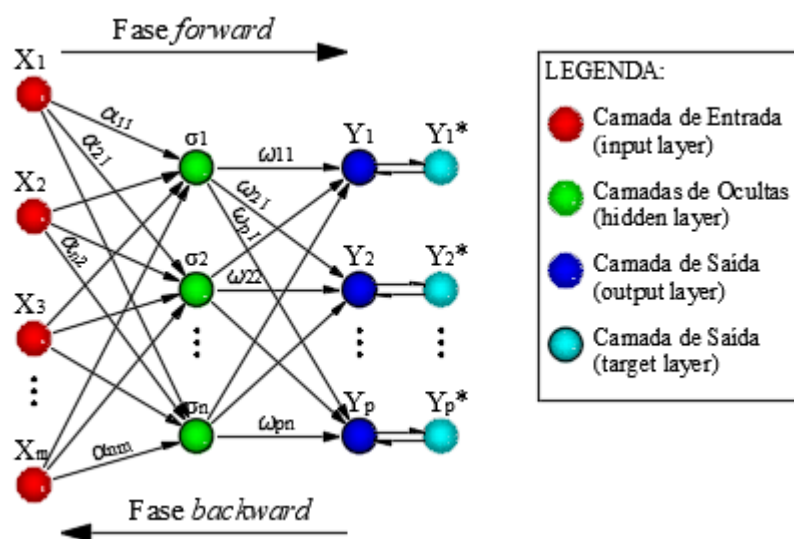 Fase forward
X1
X2
X3
Xm
α11
α21
αn2
αnm
σ1
σ2
σn
ω11
ω21
ωp1
ω22
ωpn
Y1
Y2
Yp
Y1*
Y2*
Yp*
Fase backward
LEGENDA:
Camada de Entrada
(input layer)
Camadas de Ocultas
(hidden layer)
Camada de Saída
(output layer)
Camada de Saída
(target layer)